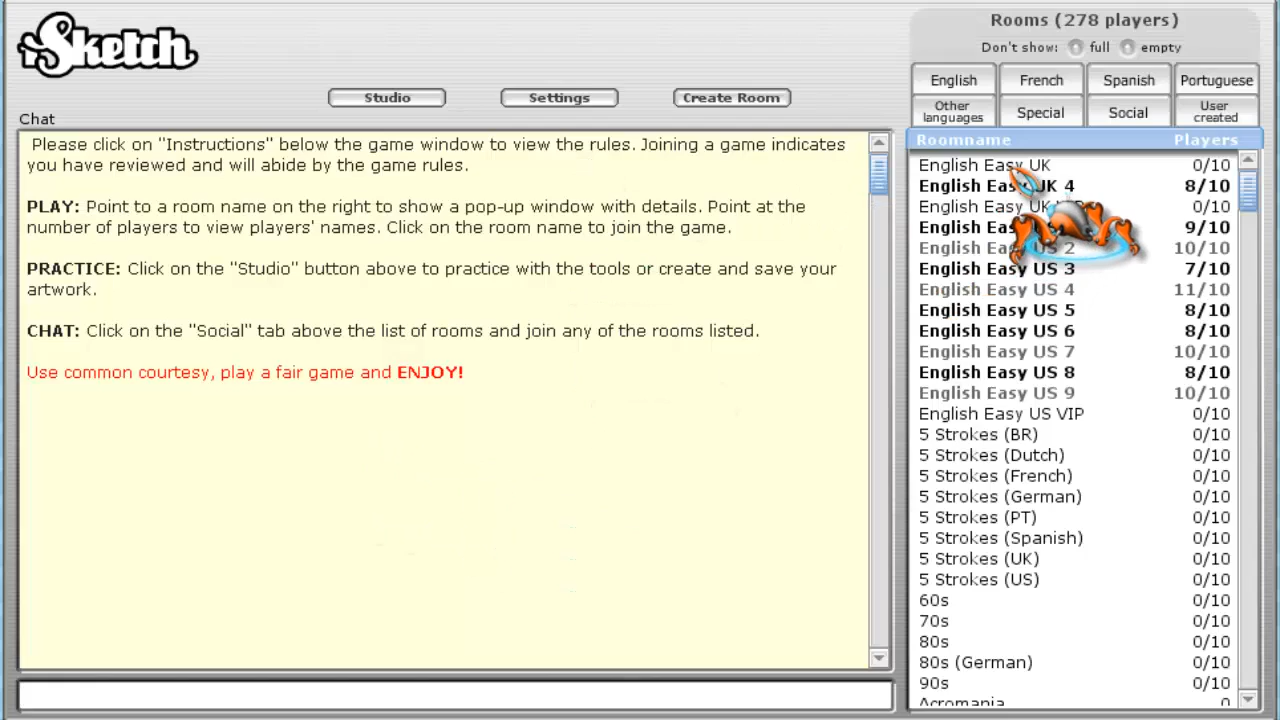 iSketch
Studio
Settings
Create Room
Chat
Please click on "Instructions" below the game window to view the rules. Joining a game indicates
you have reviewed and will abide by the game rules.
PLAY: Point to a room name on the right to show a pop-up window with details. Point at the
number of players to view players' names. Click on the room name to join the game.
PRACTICE: Click on the "Studio" button above to practice with the tools or create and save your
artwork.
CHAT: Click on the "Social" tab above the list of rooms and join any of the rooms listed.
Use common courtesy, play a fair game and ENJOY!
Rooms (278 players)
Don't show: full empty
English French Spanish Portuguese
Other languages Special Social User created
Roomname Players
English Easy UK 0/10
English Easy UK 4 8/10
English Easy UK 0/10
English Eas 9/10
English Easy US 2 10/10
English Easy US 3 7/10
English Easy US 4 11/10
English Easy US 5 8/10
English Easy US 6 8/10
English Easy US 7 10/10
English Easy US 8 8/10
English Easy US 9 10/10
English Easy US VIP 0/10
5 Strokes (BR) 0/10
5 Strokes (Dutch) 0/10
5 Strokes (French) 0/10
5 Strokes (German) 0/10
5 Strokes (PT) 0/10
5 Strokes (Spanish) 0/10
5 Strokes (UK) 0/10
5 Strokes (US) 0/10
60s 0/10
70s 0/10
80s 0/10
80s (German) 0/10
90s 0/10
Acromania 0